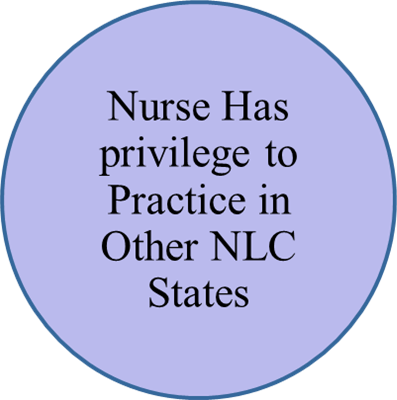 Nurse Has
privilege to
Practice in
Other NLC
States